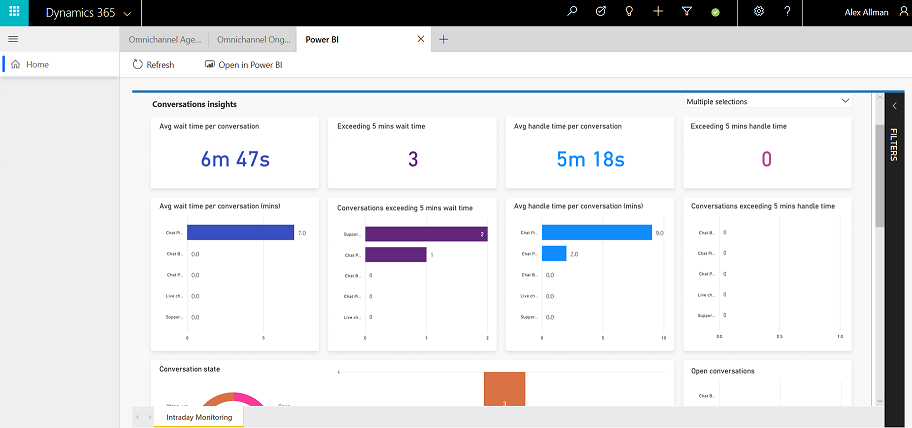 Dynamics 365
Alex Allman
Omnichannel Age... Omnichannel Ong... Power BI
Home
Refresh Open in Power BI
Conversations insights
Multiple selections
FILTERS
Avg wait time per conversation
6m 47s
Exceeding 5 mins wait time
3
Avg handle time per conversation
5m 18s
Exceeding 5 mins handle time
0
Avg wait time per conversation (mins)
Chat Pi... 7.0
Chat B... 0.0
Chat P... 0.0
Live ch... 0.0
Suppor... 0.0
0 5
Conversations exceeding 5 mins wait time
Suppor... 2
Chat P... 1
Chat B... 0
Chat Pi... 0
Live ch... 0
0 1 2
Avg handle time per conversation (mins)
Chat Pi... 9.0
Chat P... 2.0
Chat B... 0.0
Live ch... 0.0
Suppor... 0.0
0 5 10
Conversations exceeding 5 mins handle time
Chat B... 0
Chat Pi... 0
Chat P... 0
Live ch... 0
Suppor... 0
0.0 0.5 1.0
Conversation state
3
Open conversations
Chat B...
Intraday Monitoring